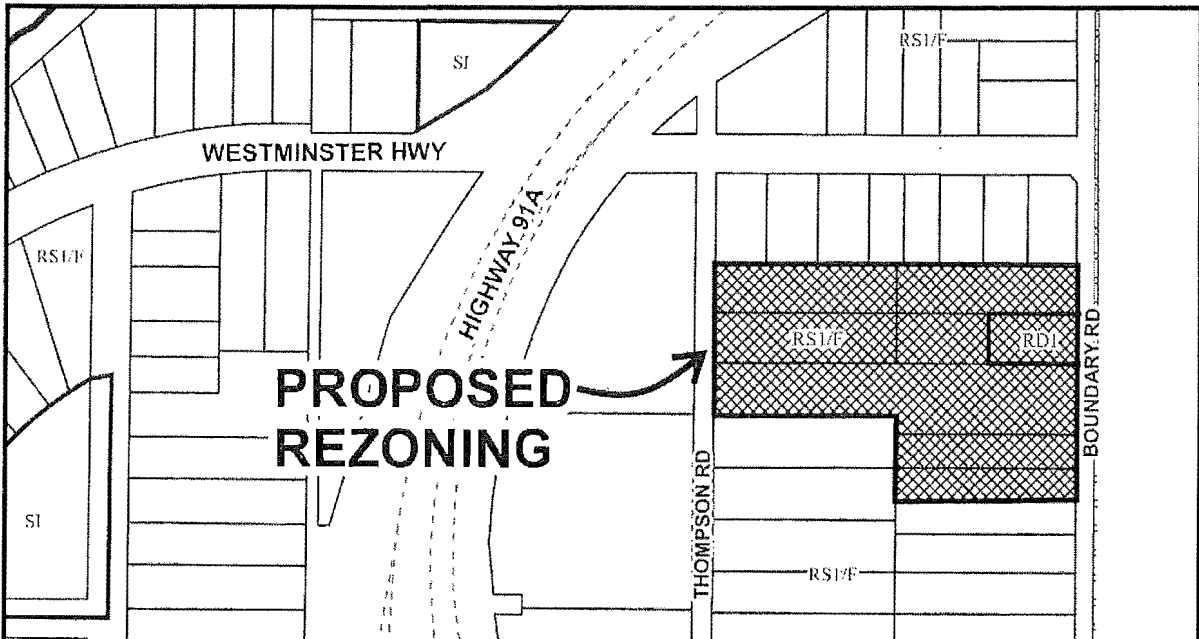 SI
RS1/F
WESTMINSTER HWY
RS1/F
HIGHWAY 91A
RS1/F
RD1
BOUNDARY RD
PROPOSED
REZONING
THOMPSON RD
SI
RS1/F